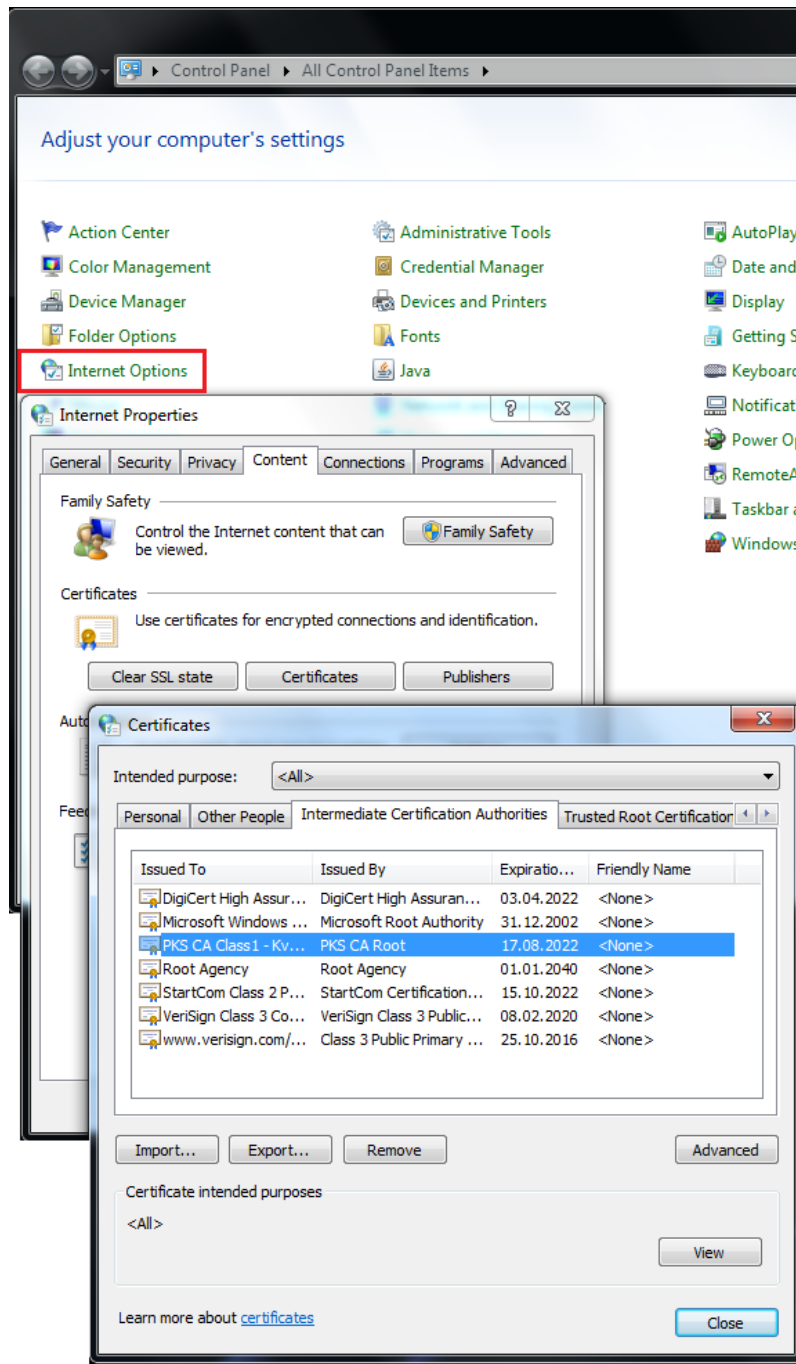 Control Panel ▸ All Control Panel Items ▸
Adjust your computer's settings
Action Center Administrative Tools AutoPlay
Color Management Credential Manager Date and
Device Manager Devices and Printers Display
Folder Options Fonts Getting S
Internet Options Java Keyboard
Internet Properties
Notificat
General Security Privacy Content Connections Programs Advanced
Power Op
Family Safety
RemoteA
Control the Internet content that can
be viewed.
Family Safety
Taskbar a
Windows
Certificates
Use certificates for encrypted connections and identification.
Clear SSL state Certificates Publishers
Auto
Feed
Certificates
Intended purpose: <All>
Personal Other People Intermediate Certification Authorities Trusted Root Certification
Issued To Issued By Expiratio... Friendly Name
DigiCert High Assur... DigiCert High Assuran... 03.04.2022 <None>
Microsoft Windows ... Microsoft Root Authority 31.12.2002 <None>
PKS CA Class1 - Kv... PKS CA Root 17.08.2022 <None>
Root Agency Root Agency 01.01.2040 <None>
StartCom Class 2 P... StartCom Certification... 15.10.2022 <None>
VeriSign Class 3 Co... VeriSign Class 3 Public... 08.02.2020 <None>
www.verisign.com/... Class 3 Public Primary ... 25.10.2016 <None>
Import... Export... Remove Advanced
Certificate intended purposes
<All>
View
Learn more about certificates
Close